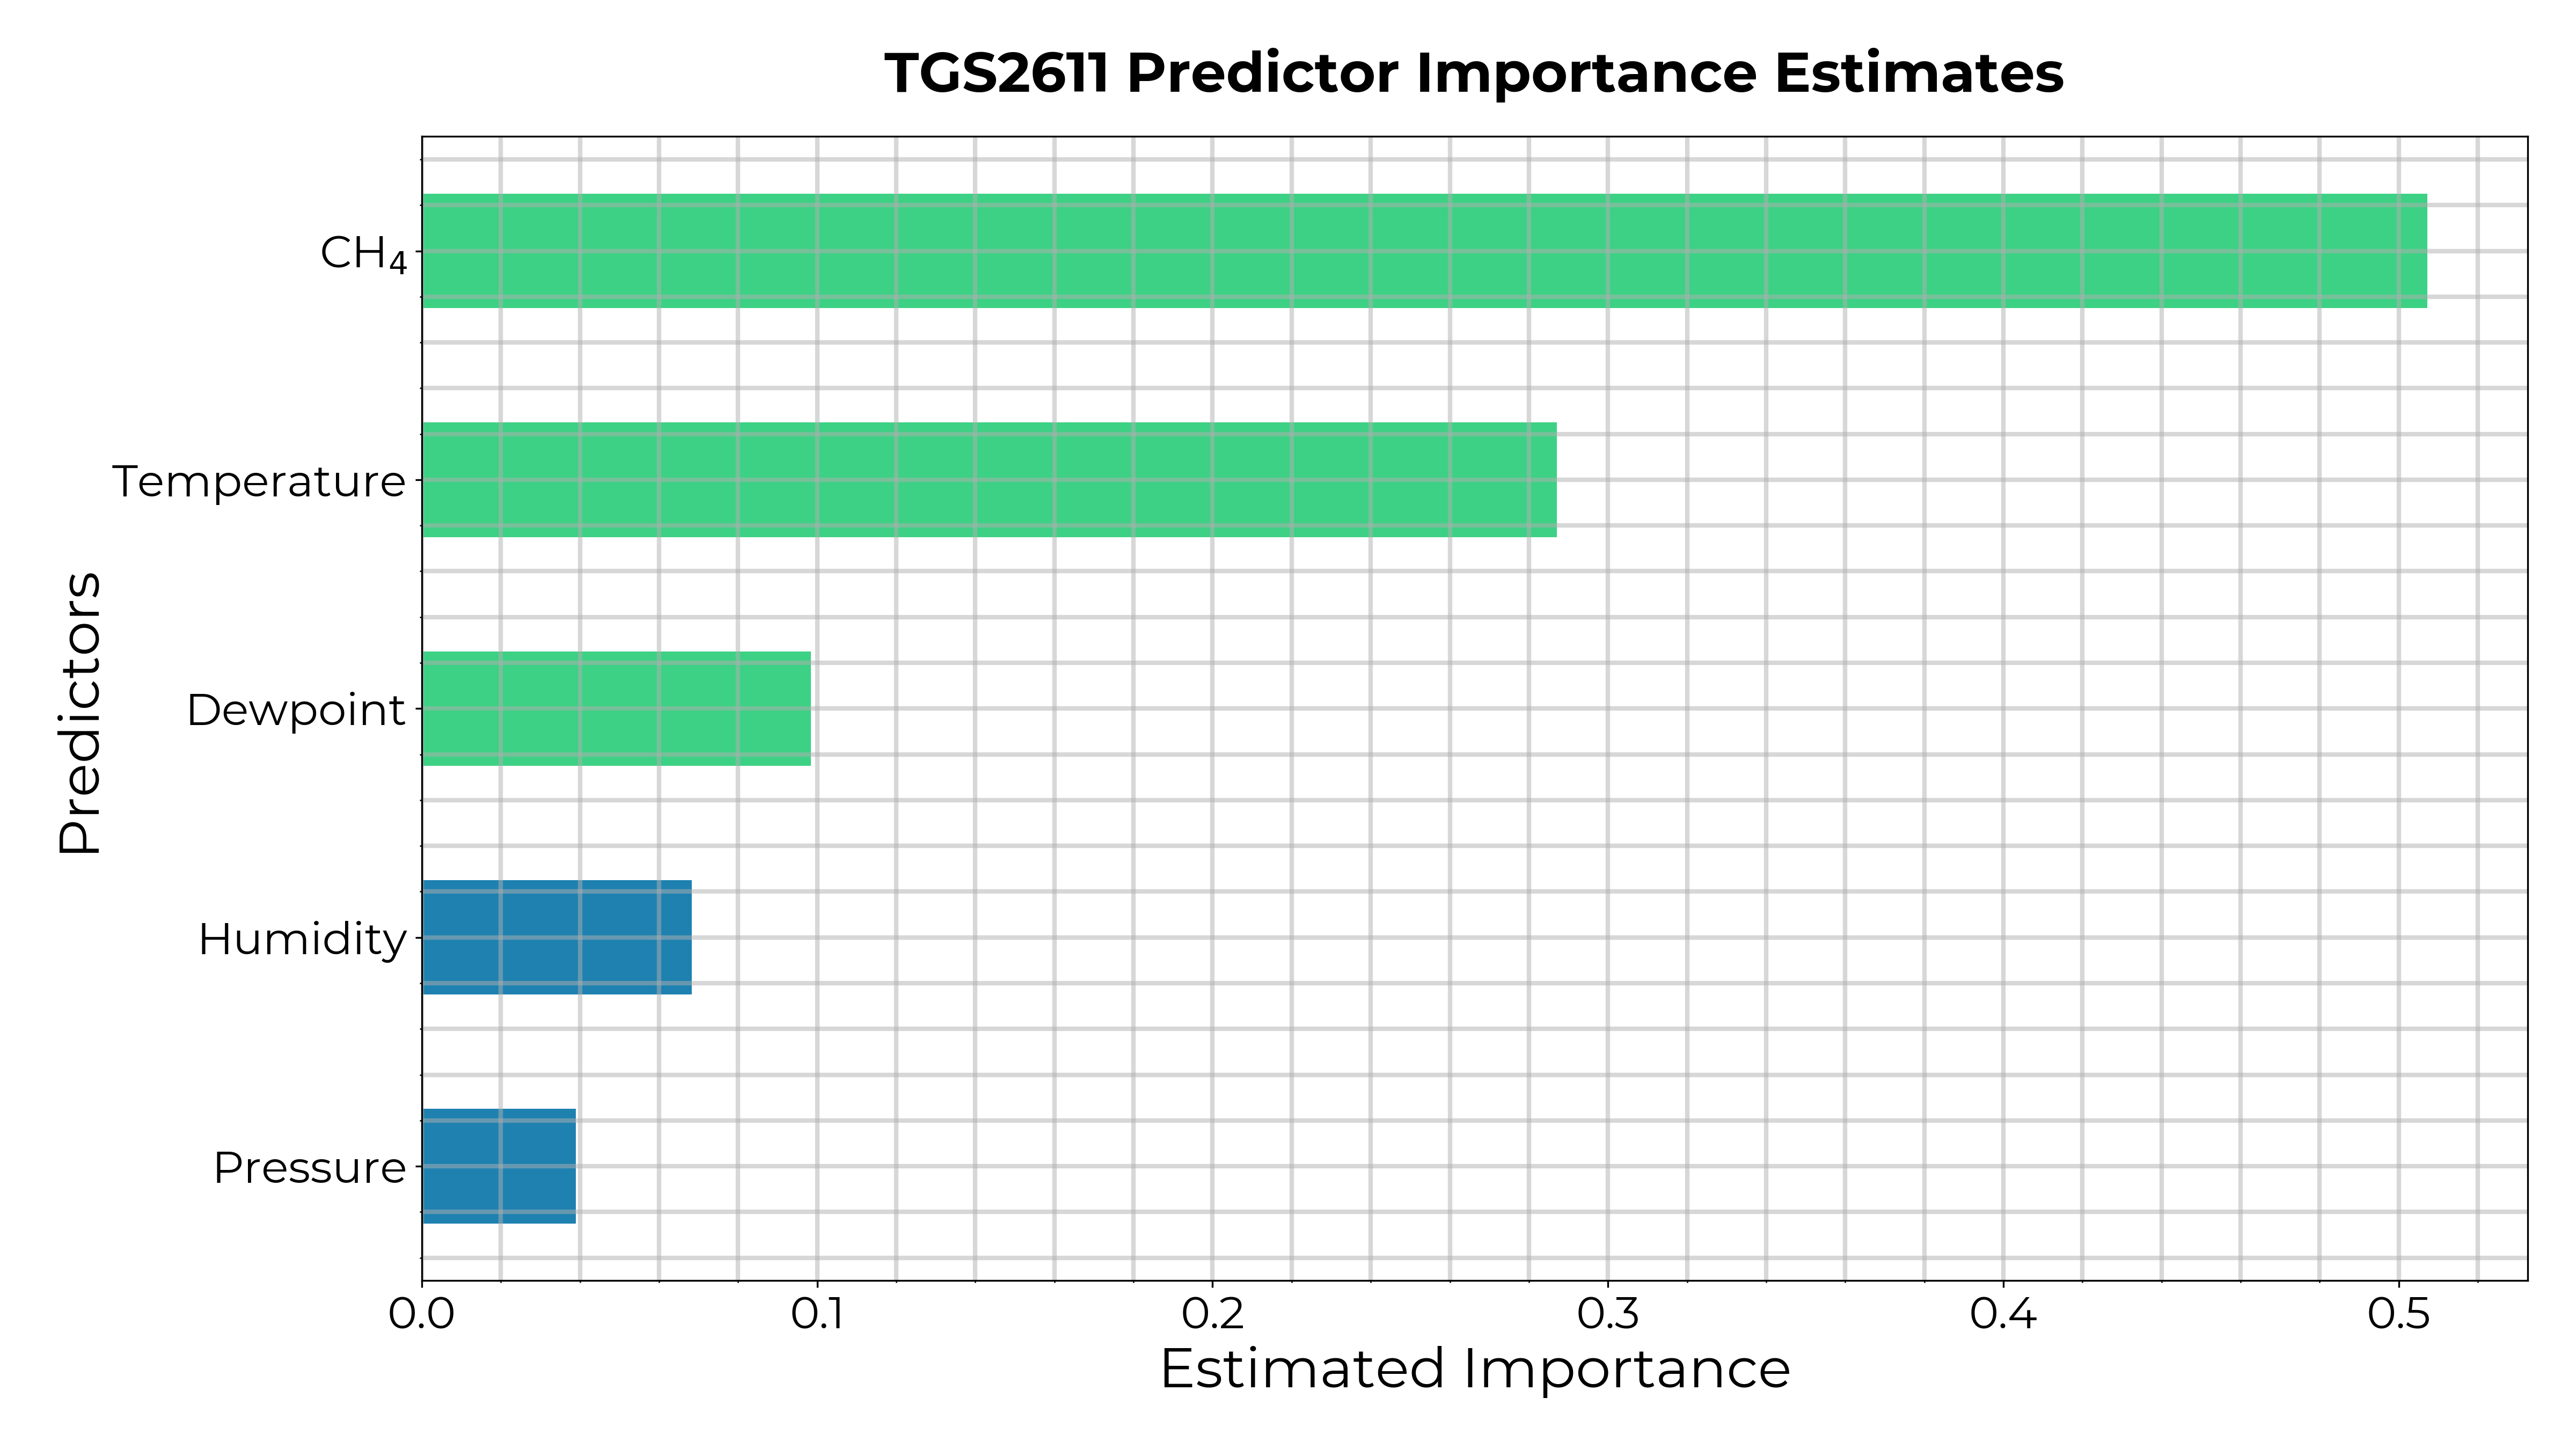 TGS2611 Predictor Importance Estimates
CH₄
Temperature
Dewpoint
Humidity
Pressure
Predictors
0.0 0.1 0.2 0.3 0.4 0.5
Estimated Importance